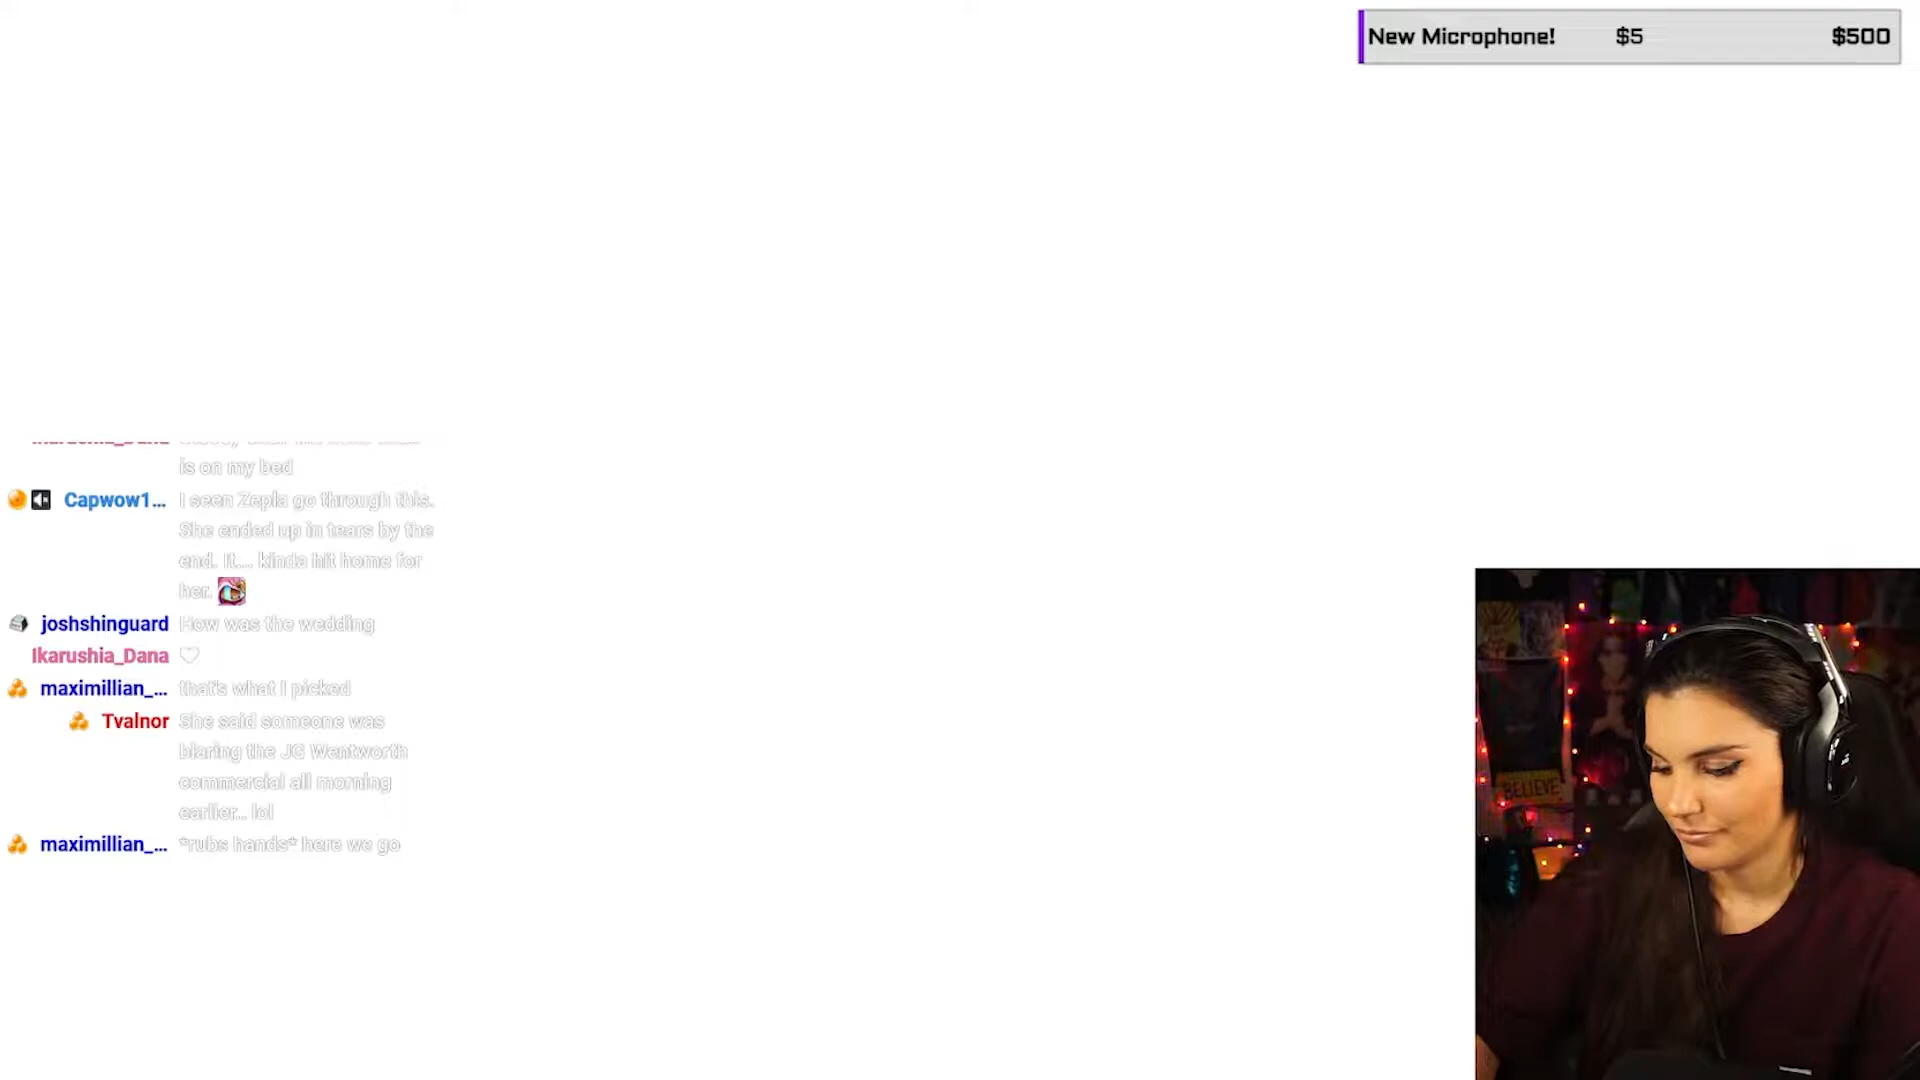 New Microphone! $5 $500
is on my bed
Capwow1... I seen Zepla go through this.
She ended up in tears by the
end. It.... kinda hit home for
her.
joshshinguard How was the wedding
Ikarushia_Dana ♡
maximillian_... that's what I picked
Tvalnor She said someone was
blaring the JG Wentworth
commercial all morning
earlier... lol
maximillian_... *rubs hands* here we go
BELIEVE